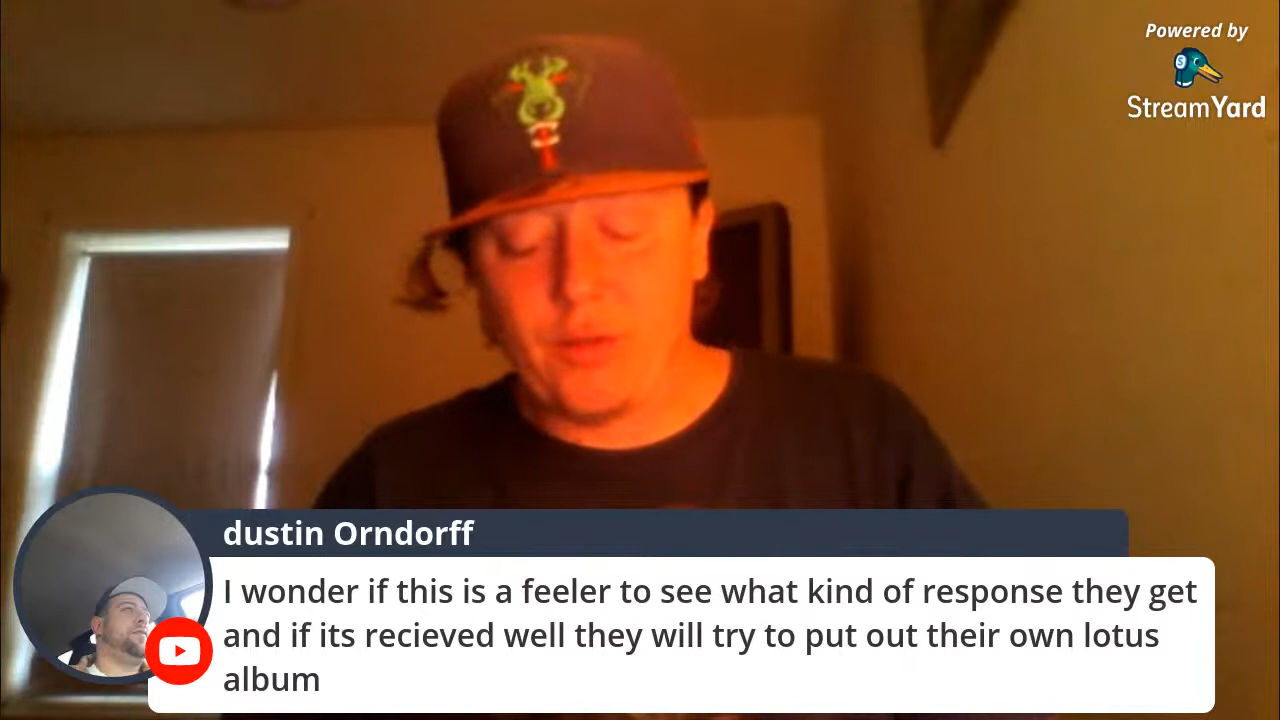 Powered by
StreamYard
dustin Orndorff
I wonder if this is a feeler to see what kind of response they get
and if its recieved well they will try to put out their own lotus
album